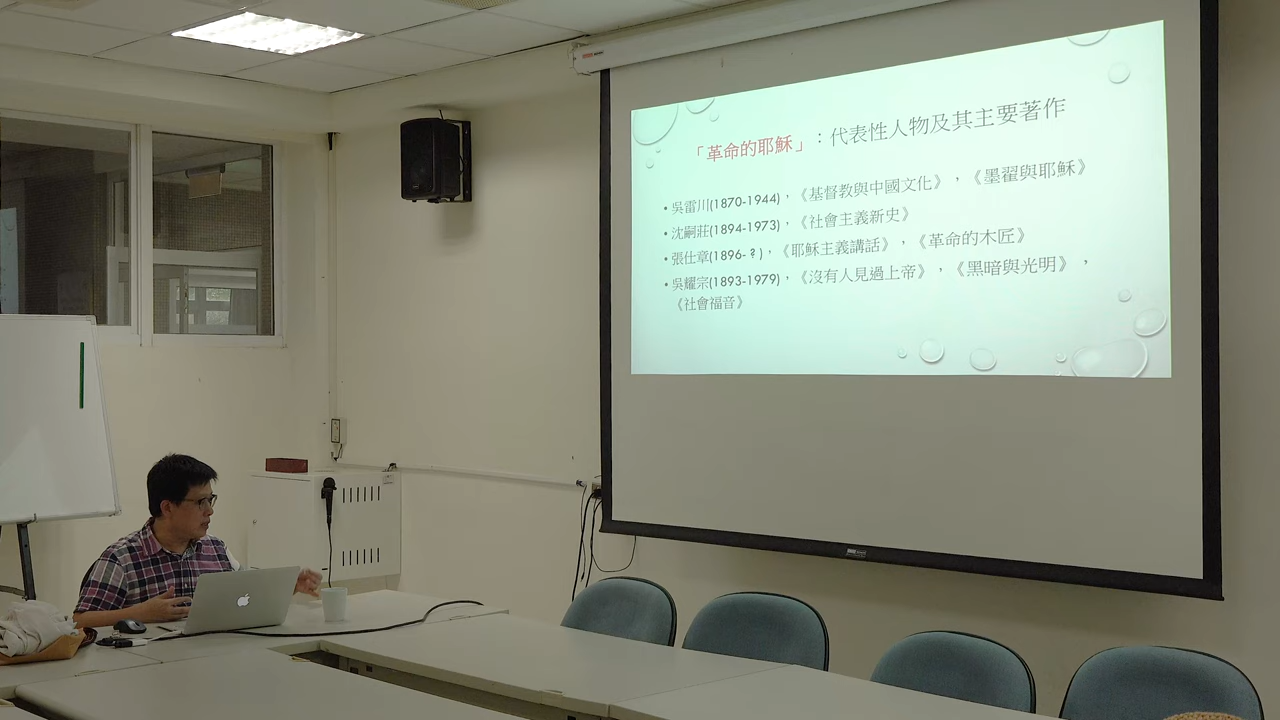 「革命的耶穌」：代表性人物及其主要著作
• 吳雷川(1870-1944)，《基督教與中國文化》，《墨翟與耶穌》
• 沈嗣莊(1894-1973)，《社會主義新史》
• 張仕章(1896-？)，《耶穌主義講話》，《革命的木匠》
• 吳耀宗(1893-1979)，《沒有人見過上帝》，《黑暗與光明》，
《社會福音》